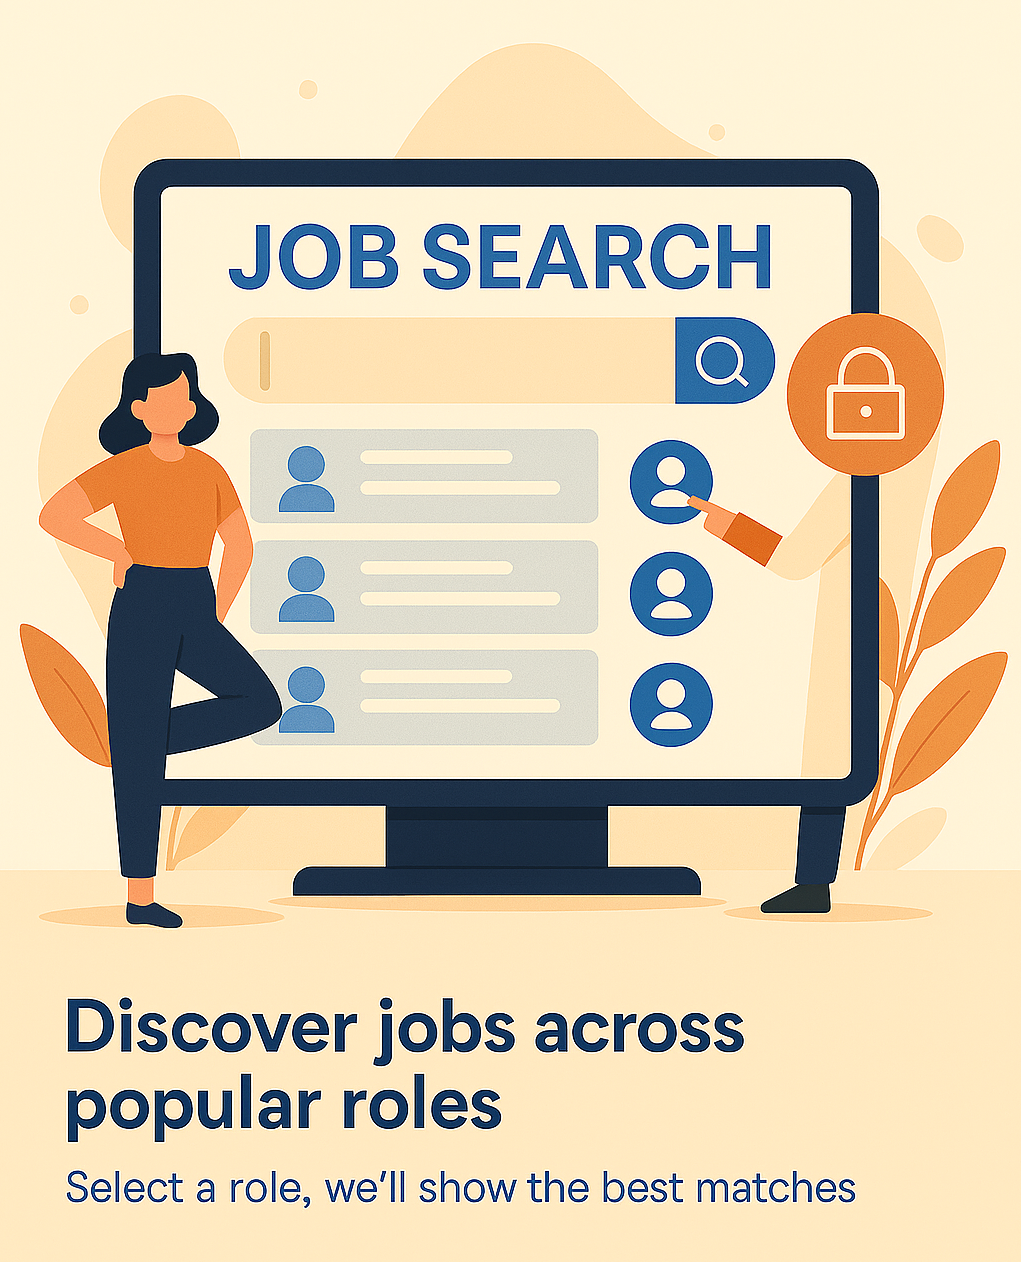 JOB SEARCH
Discover jobs across
popular roles
Select a role, we’ll show the best matches